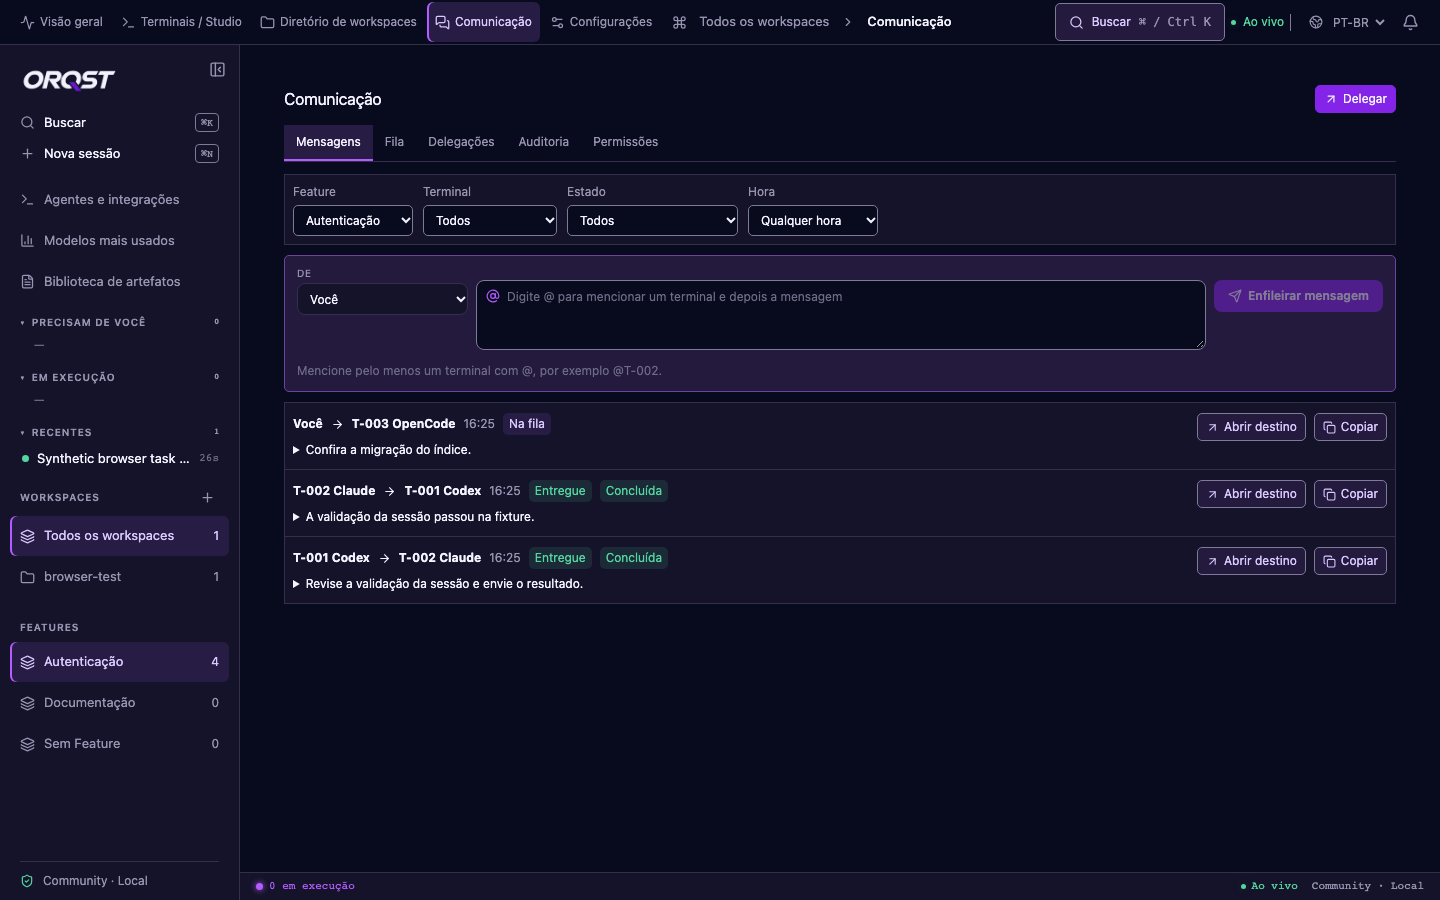 Visão geral
Terminais / Studio
Diretório de workspaces
Comunicação
Configurações
Todos os workspaces
Comunicação
Buscar ⌘ / Ctrl K
Ao vivo
PT-BR
ORQST
Buscar ⌘K
Nova sessão ⌘N
Agentes e integrações
Modelos mais usados
Biblioteca de artefatos
PRECISAM DE VOCÊ 0
—
EM EXECUÇÃO 0
—
RECENTES 1
Synthetic browser task ... 26s
WORKSPACES +
Todos os workspaces 1
browser-test 1
FEATURES
Autenticação 4
Documentação 0
Sem Feature 0
Community · Local
Comunicação
Delegar
Mensagens Fila Delegações Auditoria Permissões
Feature Terminal Estado Hora
Autenticação Todos Todos Qualquer hora
DE
Você
@ Digite @ para mencionar um terminal e depois a mensagem
Enfileirar mensagem
Mencione pelo menos um terminal com @, por exemplo @T-002.
Você → T-003 OpenCode 16:25 Na fila
Abrir destino Copiar
Confira a migração do índice.
T-002 Claude → T-001 Codex 16:25 Entregue Concluída
Abrir destino Copiar
A validação da sessão passou na fixture.
T-001 Codex → T-002 Claude 16:25 Entregue Concluída
Abrir destino Copiar
Revise a validação da sessão e envie o resultado.
0 em execução
Ao vivo Community · Local